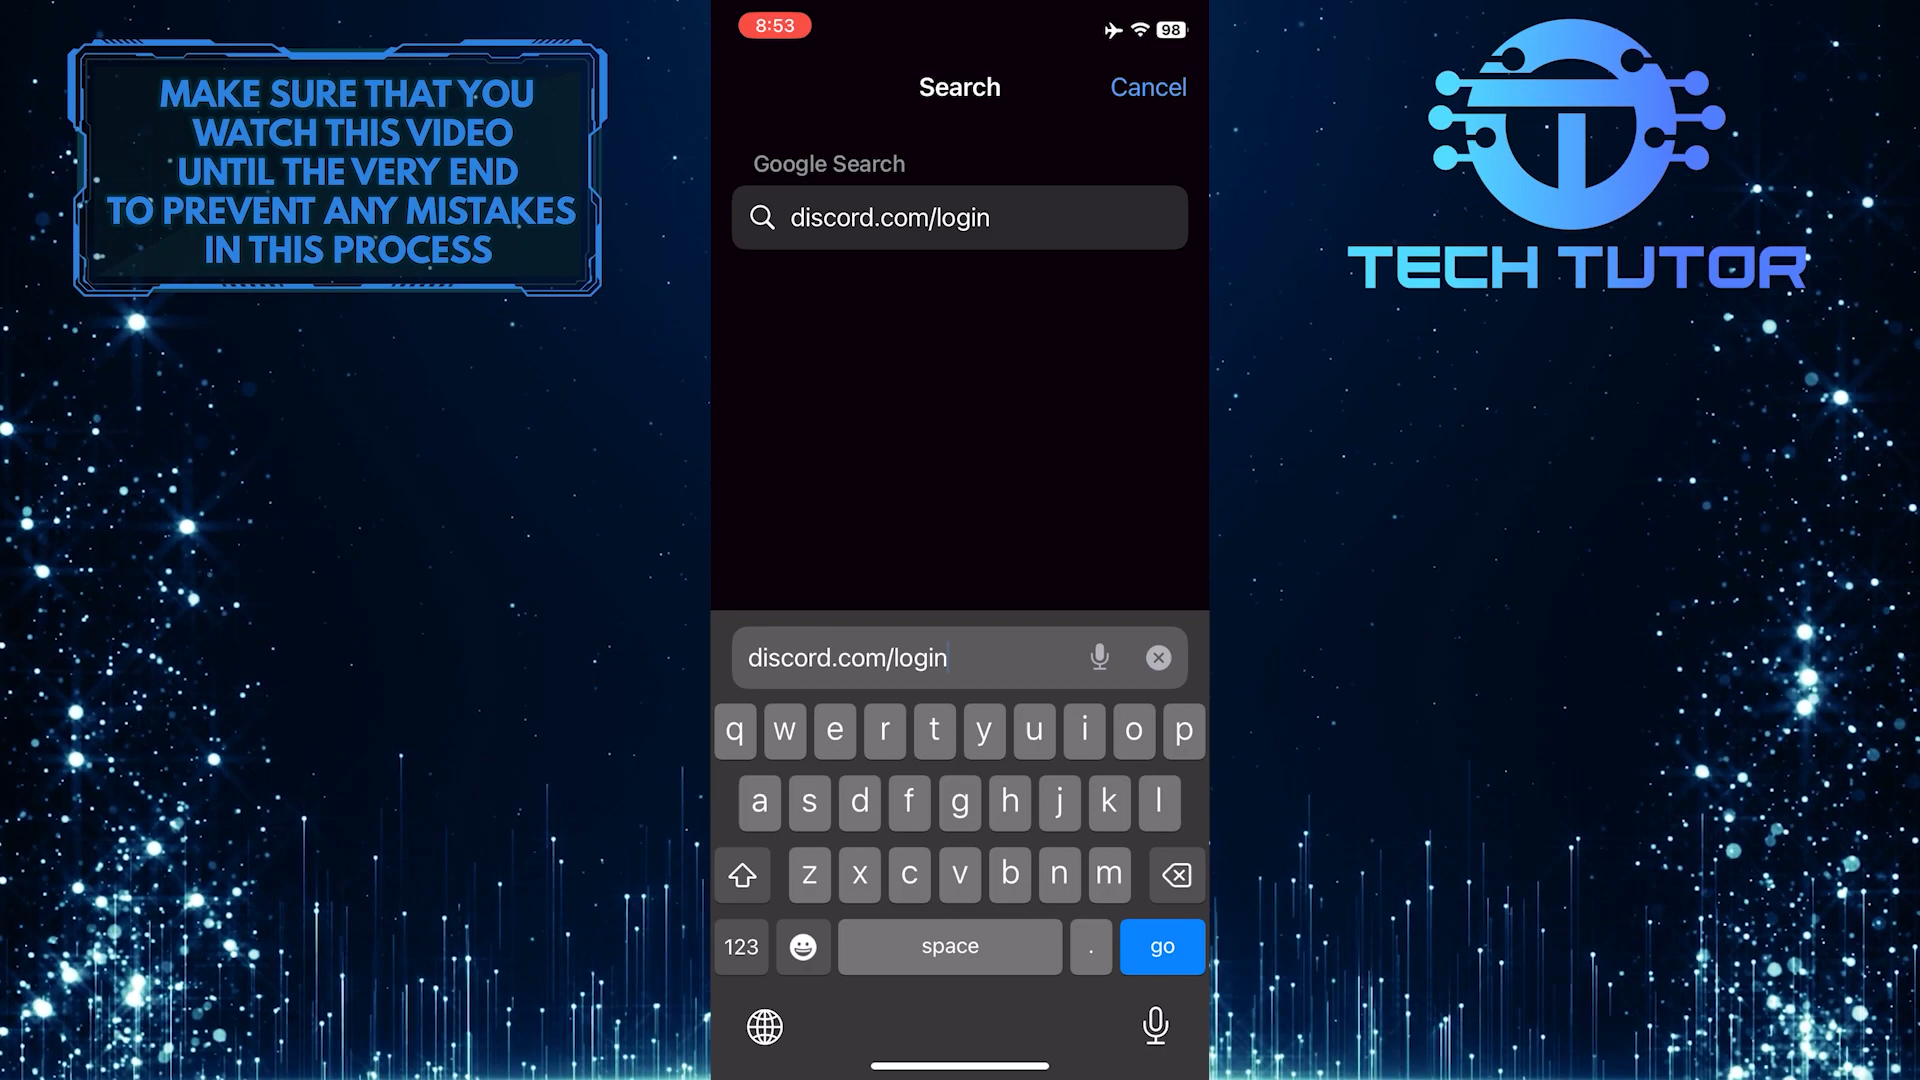 MAKE SURE THAT YOU
WATCH THIS VIDEO
UNTIL THE VERY END
TO PREVENT ANY MISTAKES
IN THIS PROCESS
8:53
98
Search
Cancel
Google Search
discord.com/login
discord.com/login
q w e r t y u i o p
a s d f g h j k l
z x c v b n m
123
space
.
go
TECH TUTOR